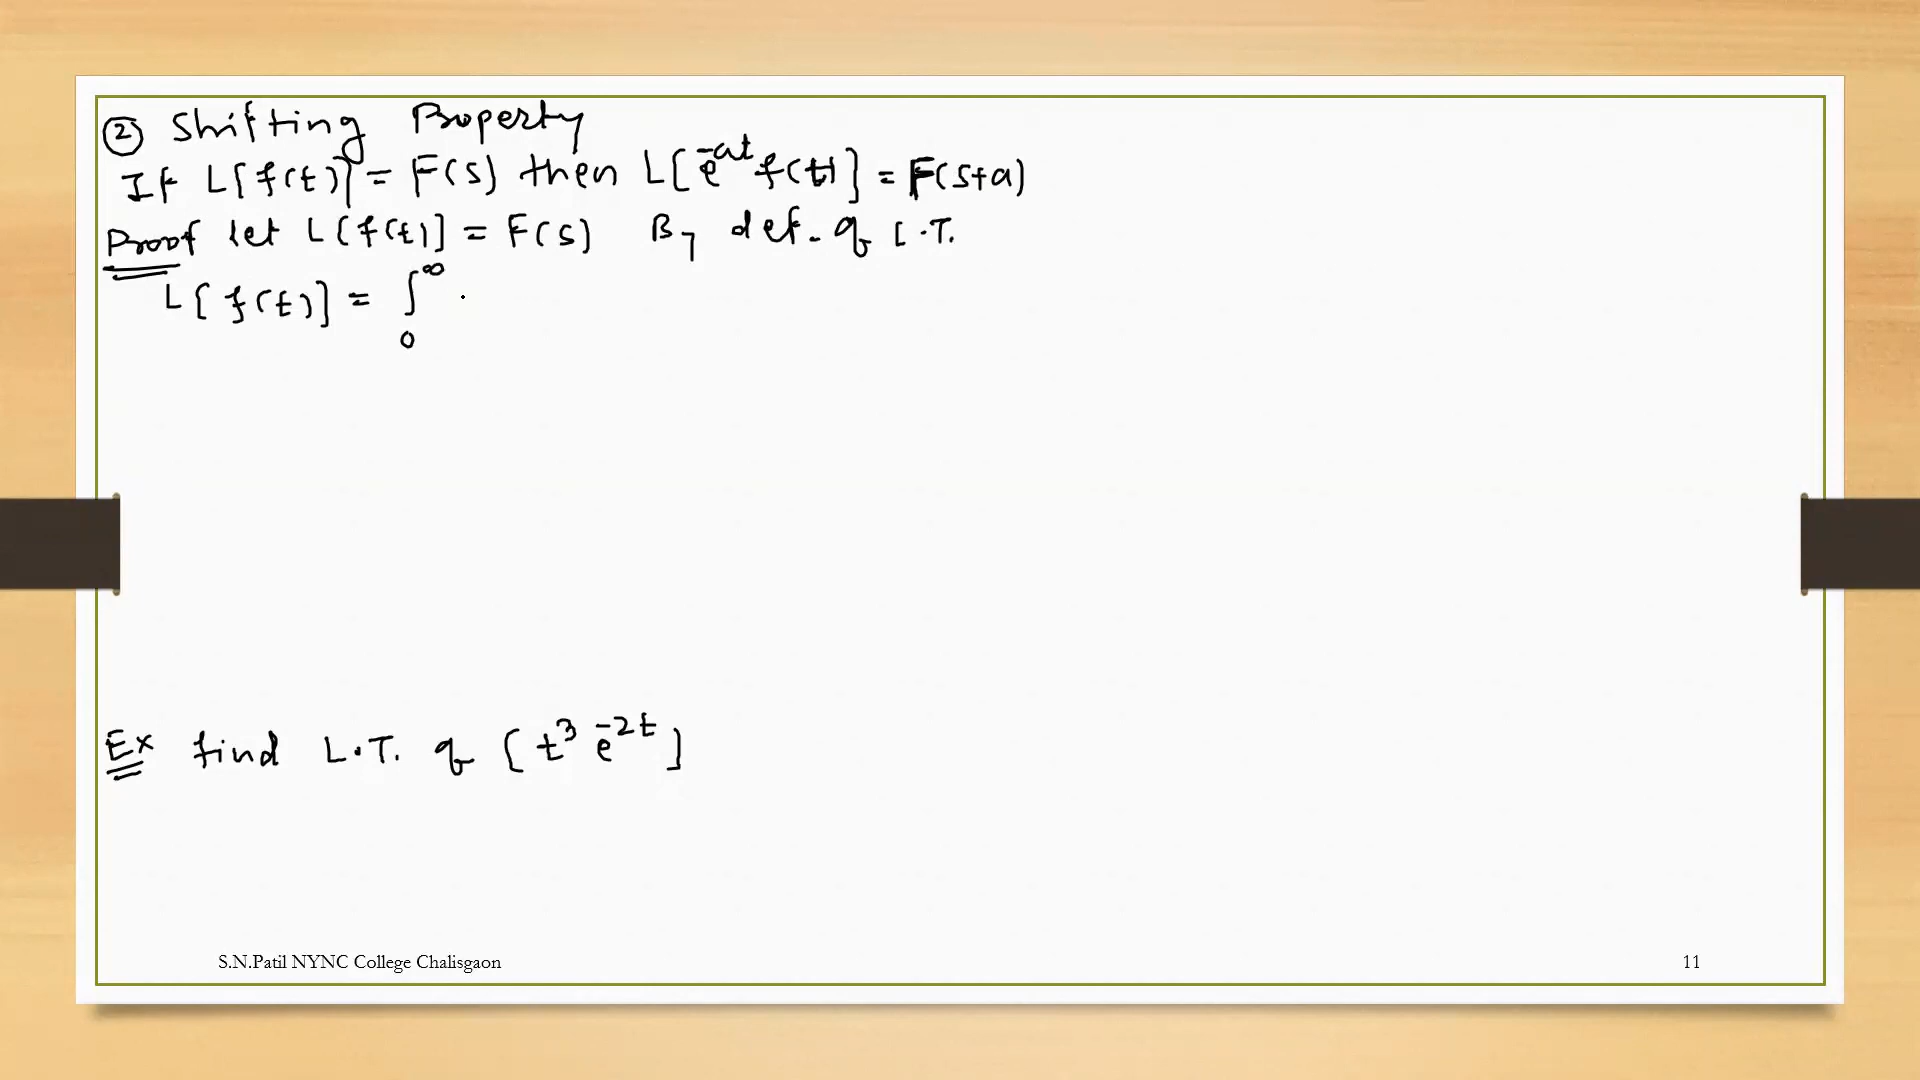 ② Shifting Property
If L[f(t)] = F(s) then L[e^-at f(t)] = F(s+a)
Proof let L[f(t)] = F(s) By def. of L.T.
L[f(t)] = ∫₀^∞
Ex find L.T. of [t³ e^-2t]
S.N.Patil NYNC College Chalisgaon
11